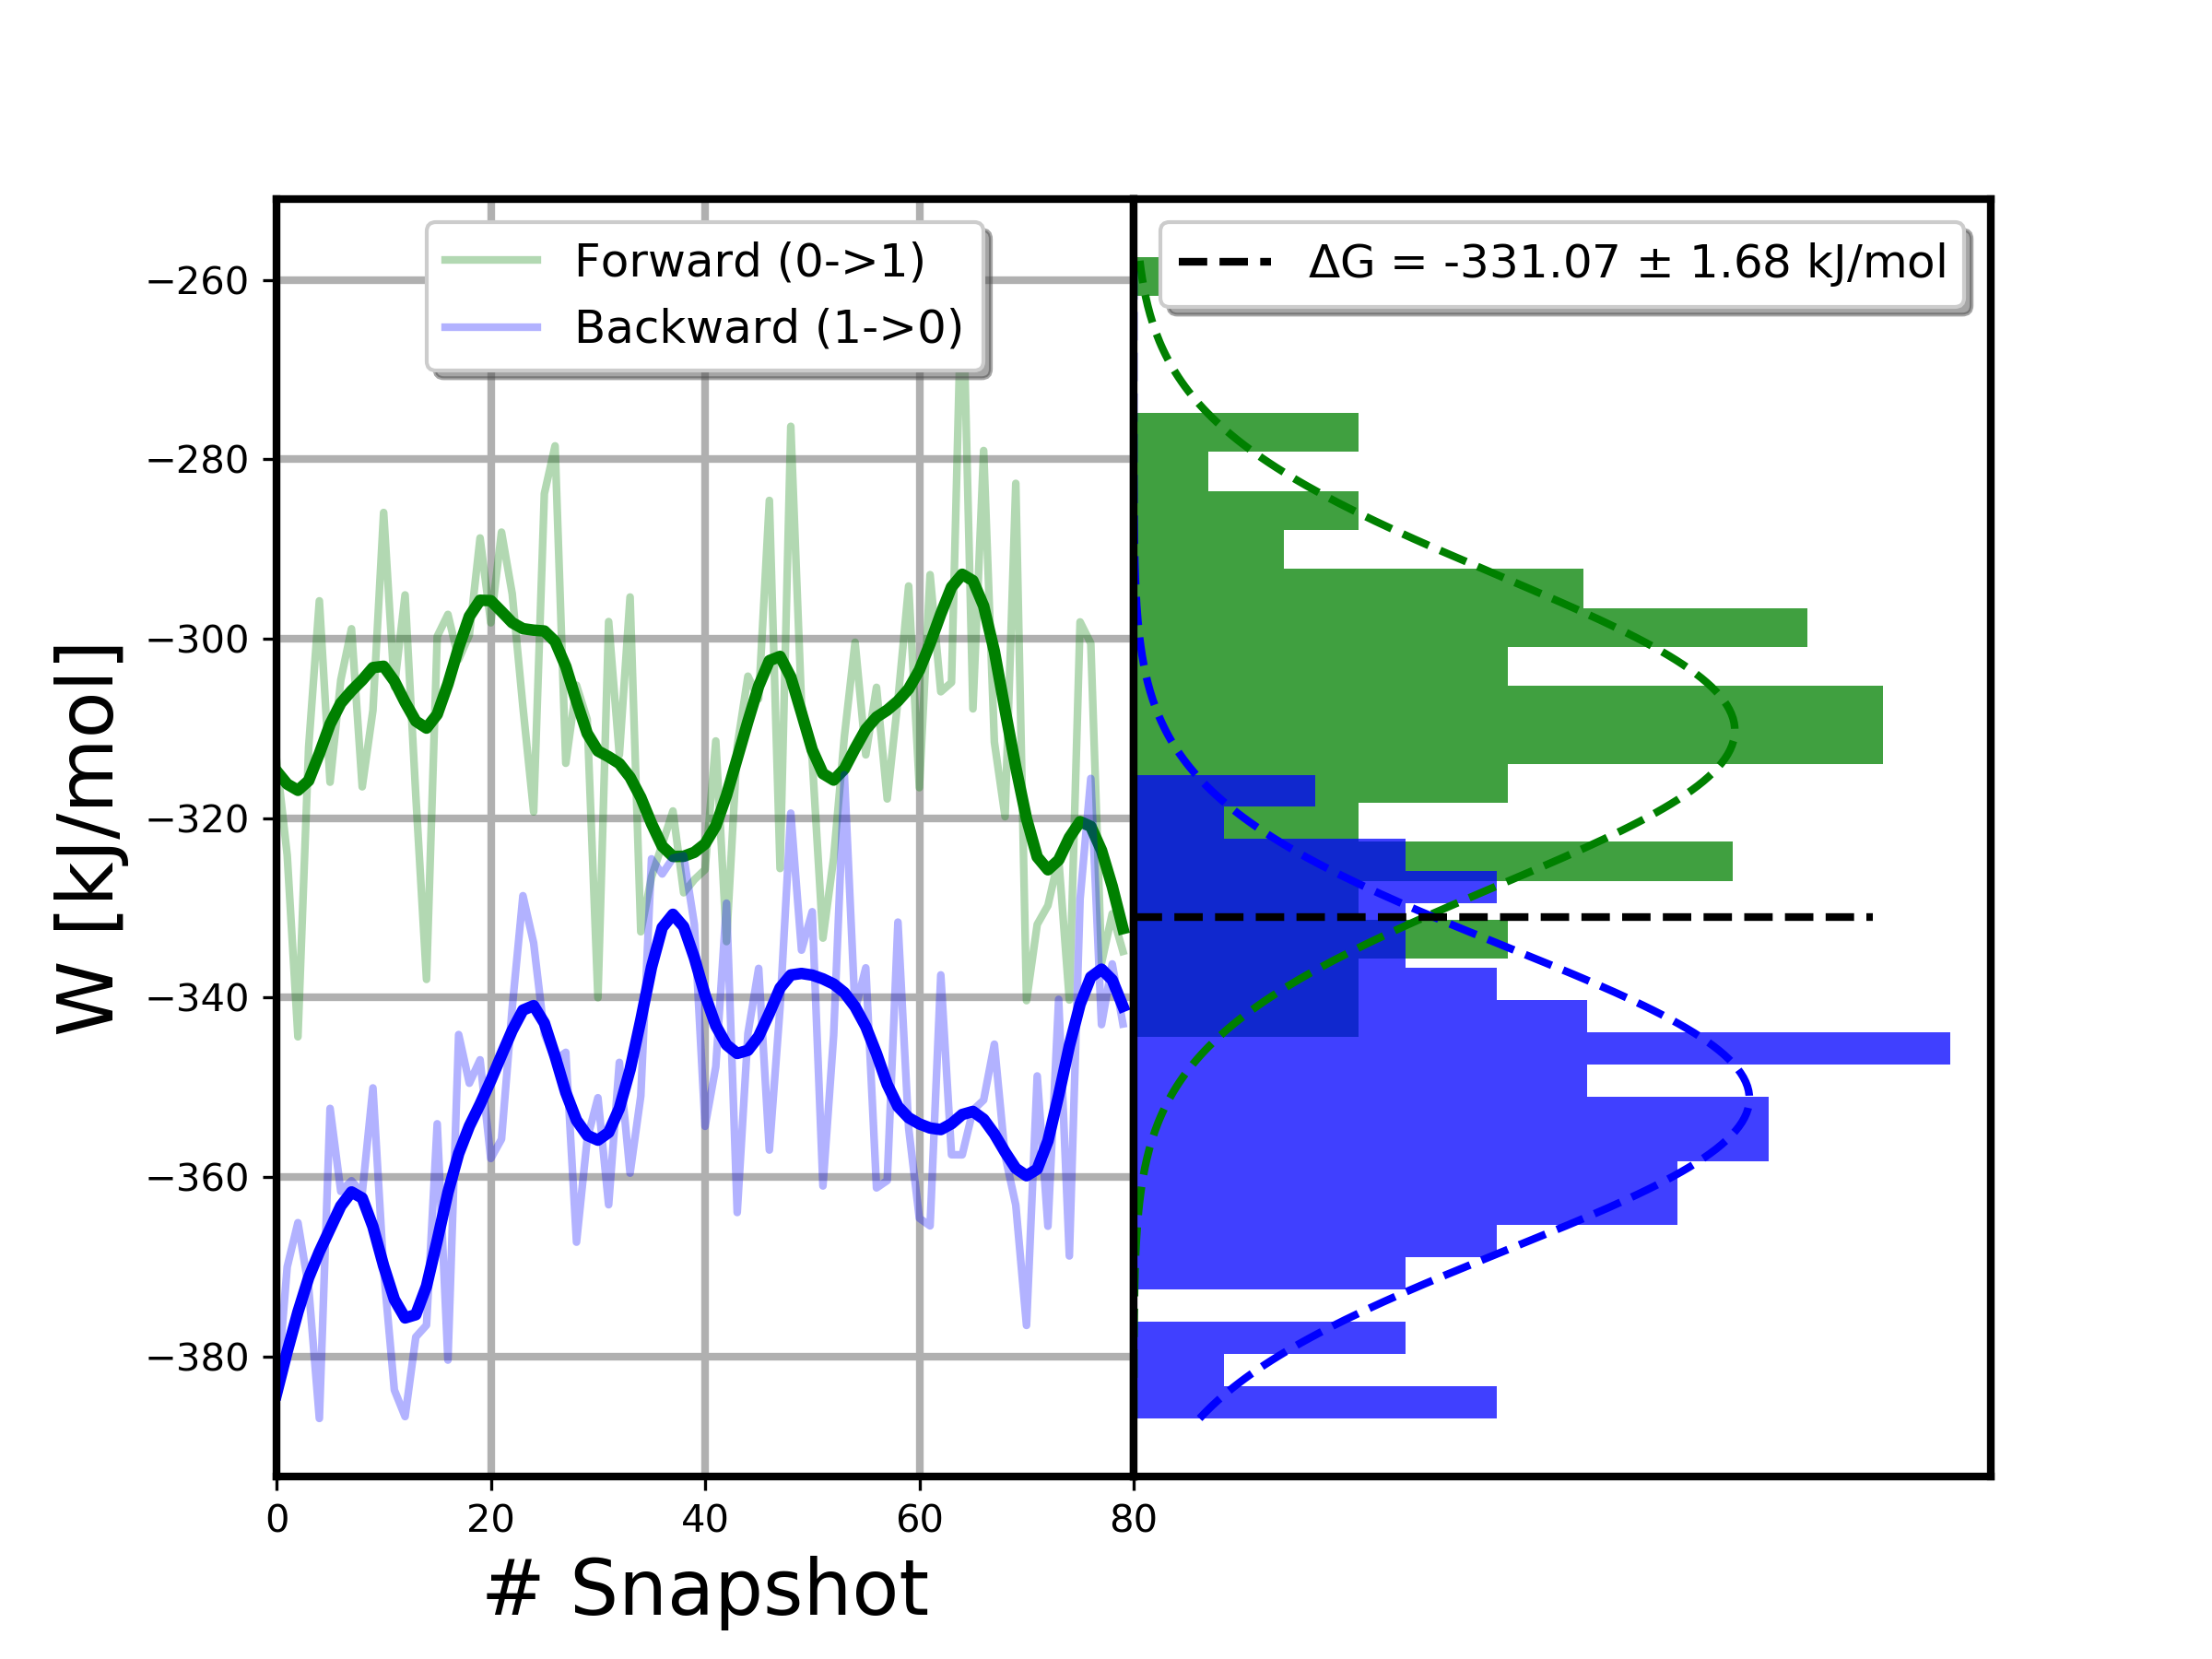 Forward (0->1)
Backward (1->0)
ΔG = -331.07 ± 1.68 kJ/mol
−260
−280
−300
−320
−340
−360
−380
W [kJ/mol]
0 20 40 60 80
# Snapshot